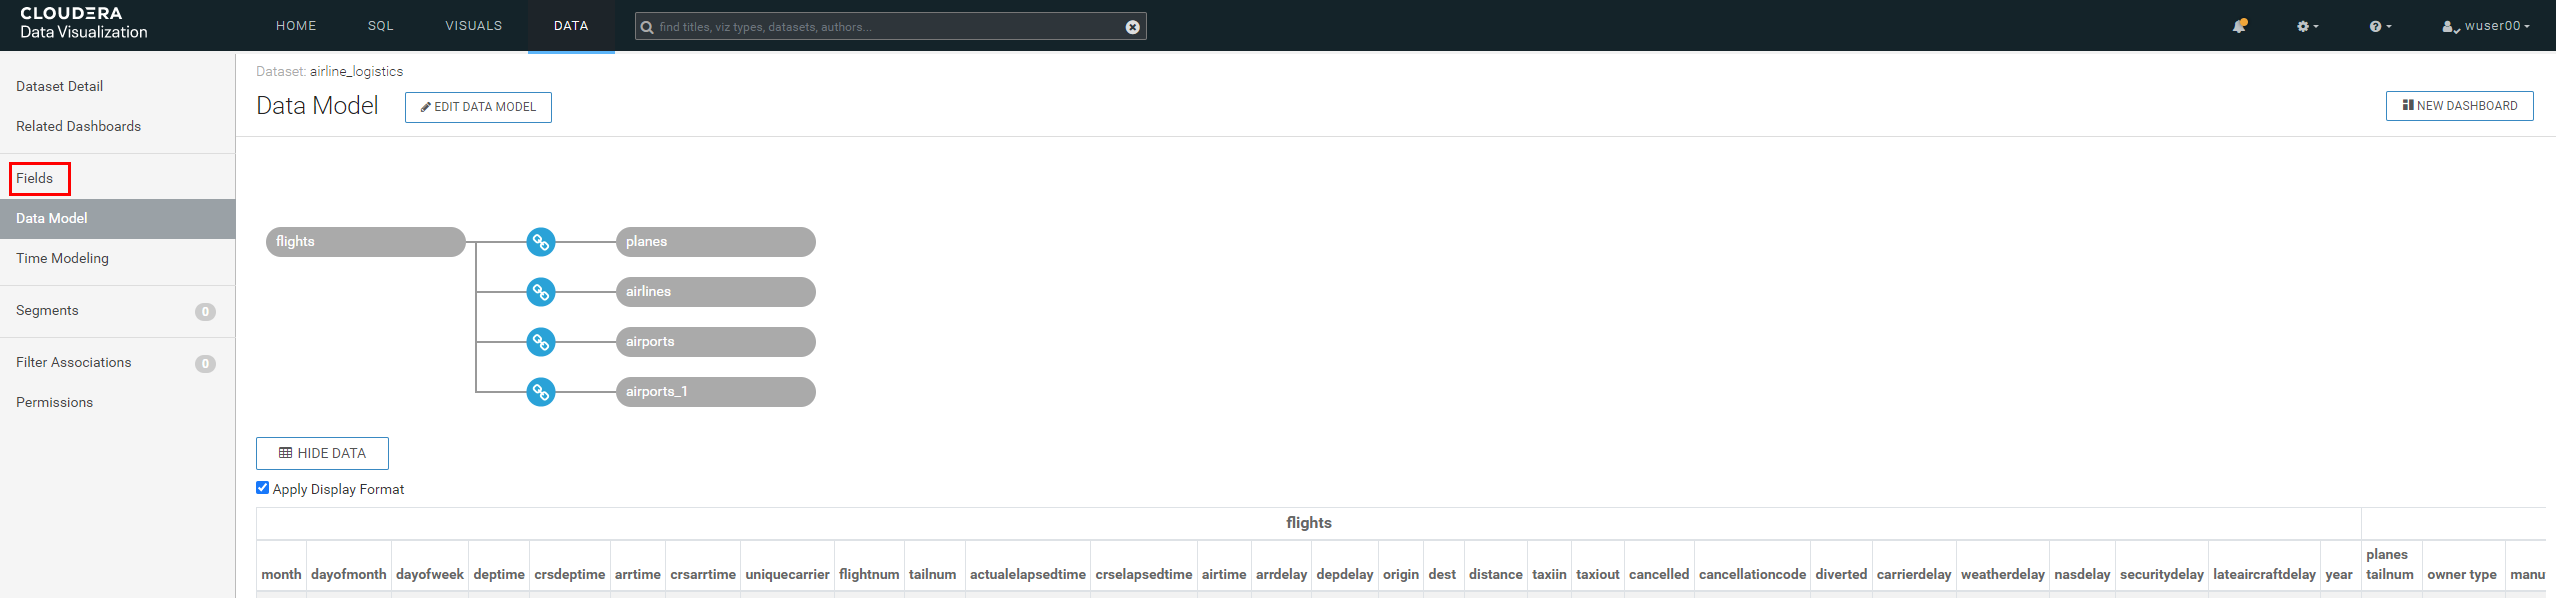 CLOUDERA
Data Visualization
HOME
SQL
VISUALS
DATA
find titles, viz types, datasets, authors...
wuser00
Dataset Detail
Related Dashboards
Fields
Data Model
Time Modeling
Segments 0
Filter Associations 0
Permissions
Dataset: airline_logistics
Data Model
EDIT DATA MODEL
NEW DASHBOARD
flights
planes
airlines
airports
airports_1
HIDE DATA
Apply Display Format
flights
month dayofmonth dayofweek deptime crsdeptime arrtime crsarrtime uniquecarrier flightnum tailnum actualelapsedtime crselapsedtime airtime arrdelay depdelay origin dest distance taxiin taxiout cancelled cancellationcode diverted carrierdelay weatherdelay nasdelay securitydelay lateaircraftdelay year planes tailnum owner type manu